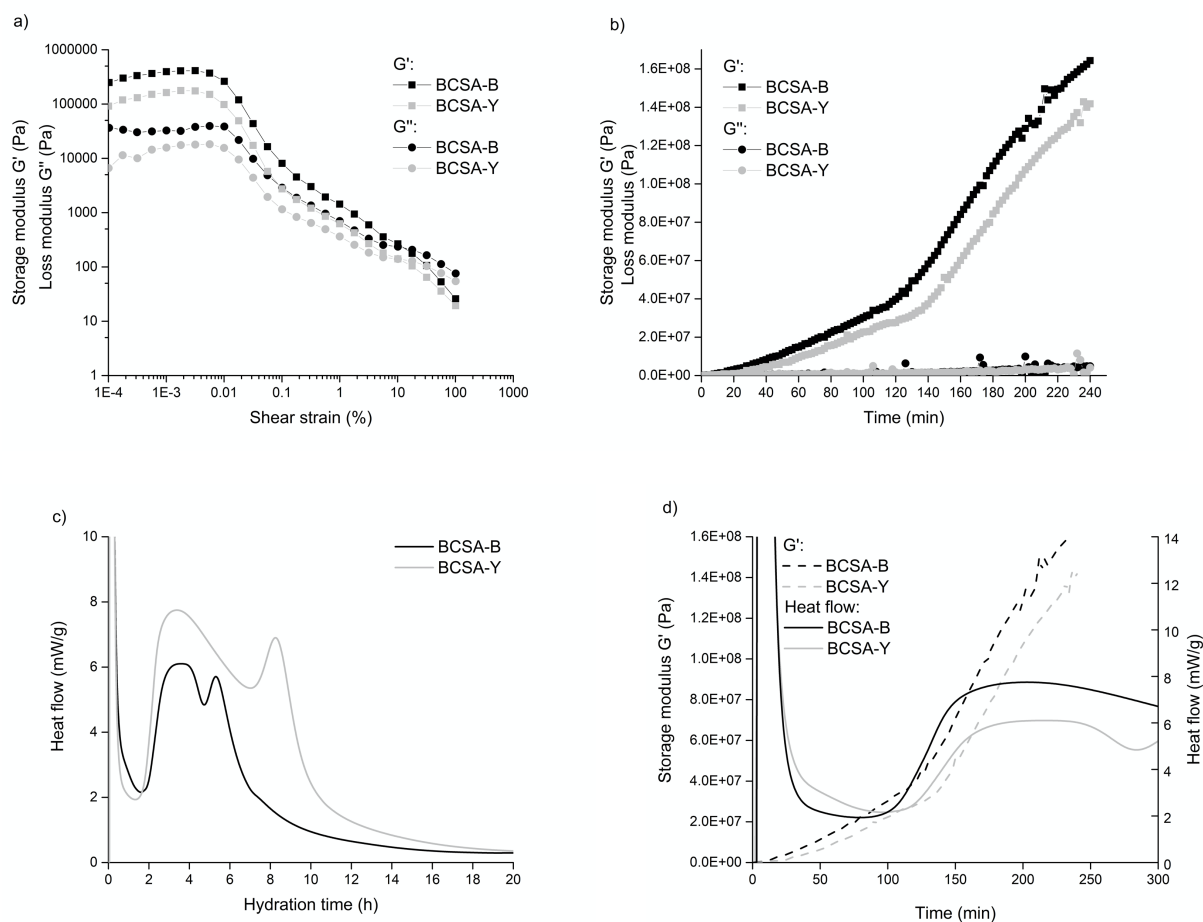 a)
Storage modulus G' (Pa)
Loss modulus G'' (Pa)
1000000
100000
10000
1000
100
10
1
1E-4
1E-3
0.01
0.1
1
10
100
1000
Shear strain (%)
G':
BCSA-B
BCSA-Y
G'':
BCSA-B
BCSA-Y
b)
Storage modulus G' (Pa)
Loss modulus (Pa)
1.6E+08
1.4E+08
1.2E+08
1.0E+08
8.0E+07
6.0E+07
4.0E+07
2.0E+07
0.0E+00
0 20 40 60 80 100 120 140 160 180 200 220 240
Time (min)
G':
BCSA-B
BCSA-Y
G'':
BCSA-B
BCSA-Y
c)
Heat flow (mW/g)
10
8
6
4
2
0
0 2 4 6 8 10 12 14 16 18 20
Hydration time (h)
BCSA-B
BCSA-Y
d)
Storage modulus G' (Pa)
1.6E+08
1.4E+08
1.2E+08
1.0E+08
8.0E+07
6.0E+07
4.0E+07
2.0E+07
0.0E+00
0 50 100 150 200 250 300
Time (min)
G':
BCSA-B
BCSA-Y
Heat flow:
BCSA-B
BCSA-Y
14
12
10
8
6
4
2
0
Heat flow (mW/g)